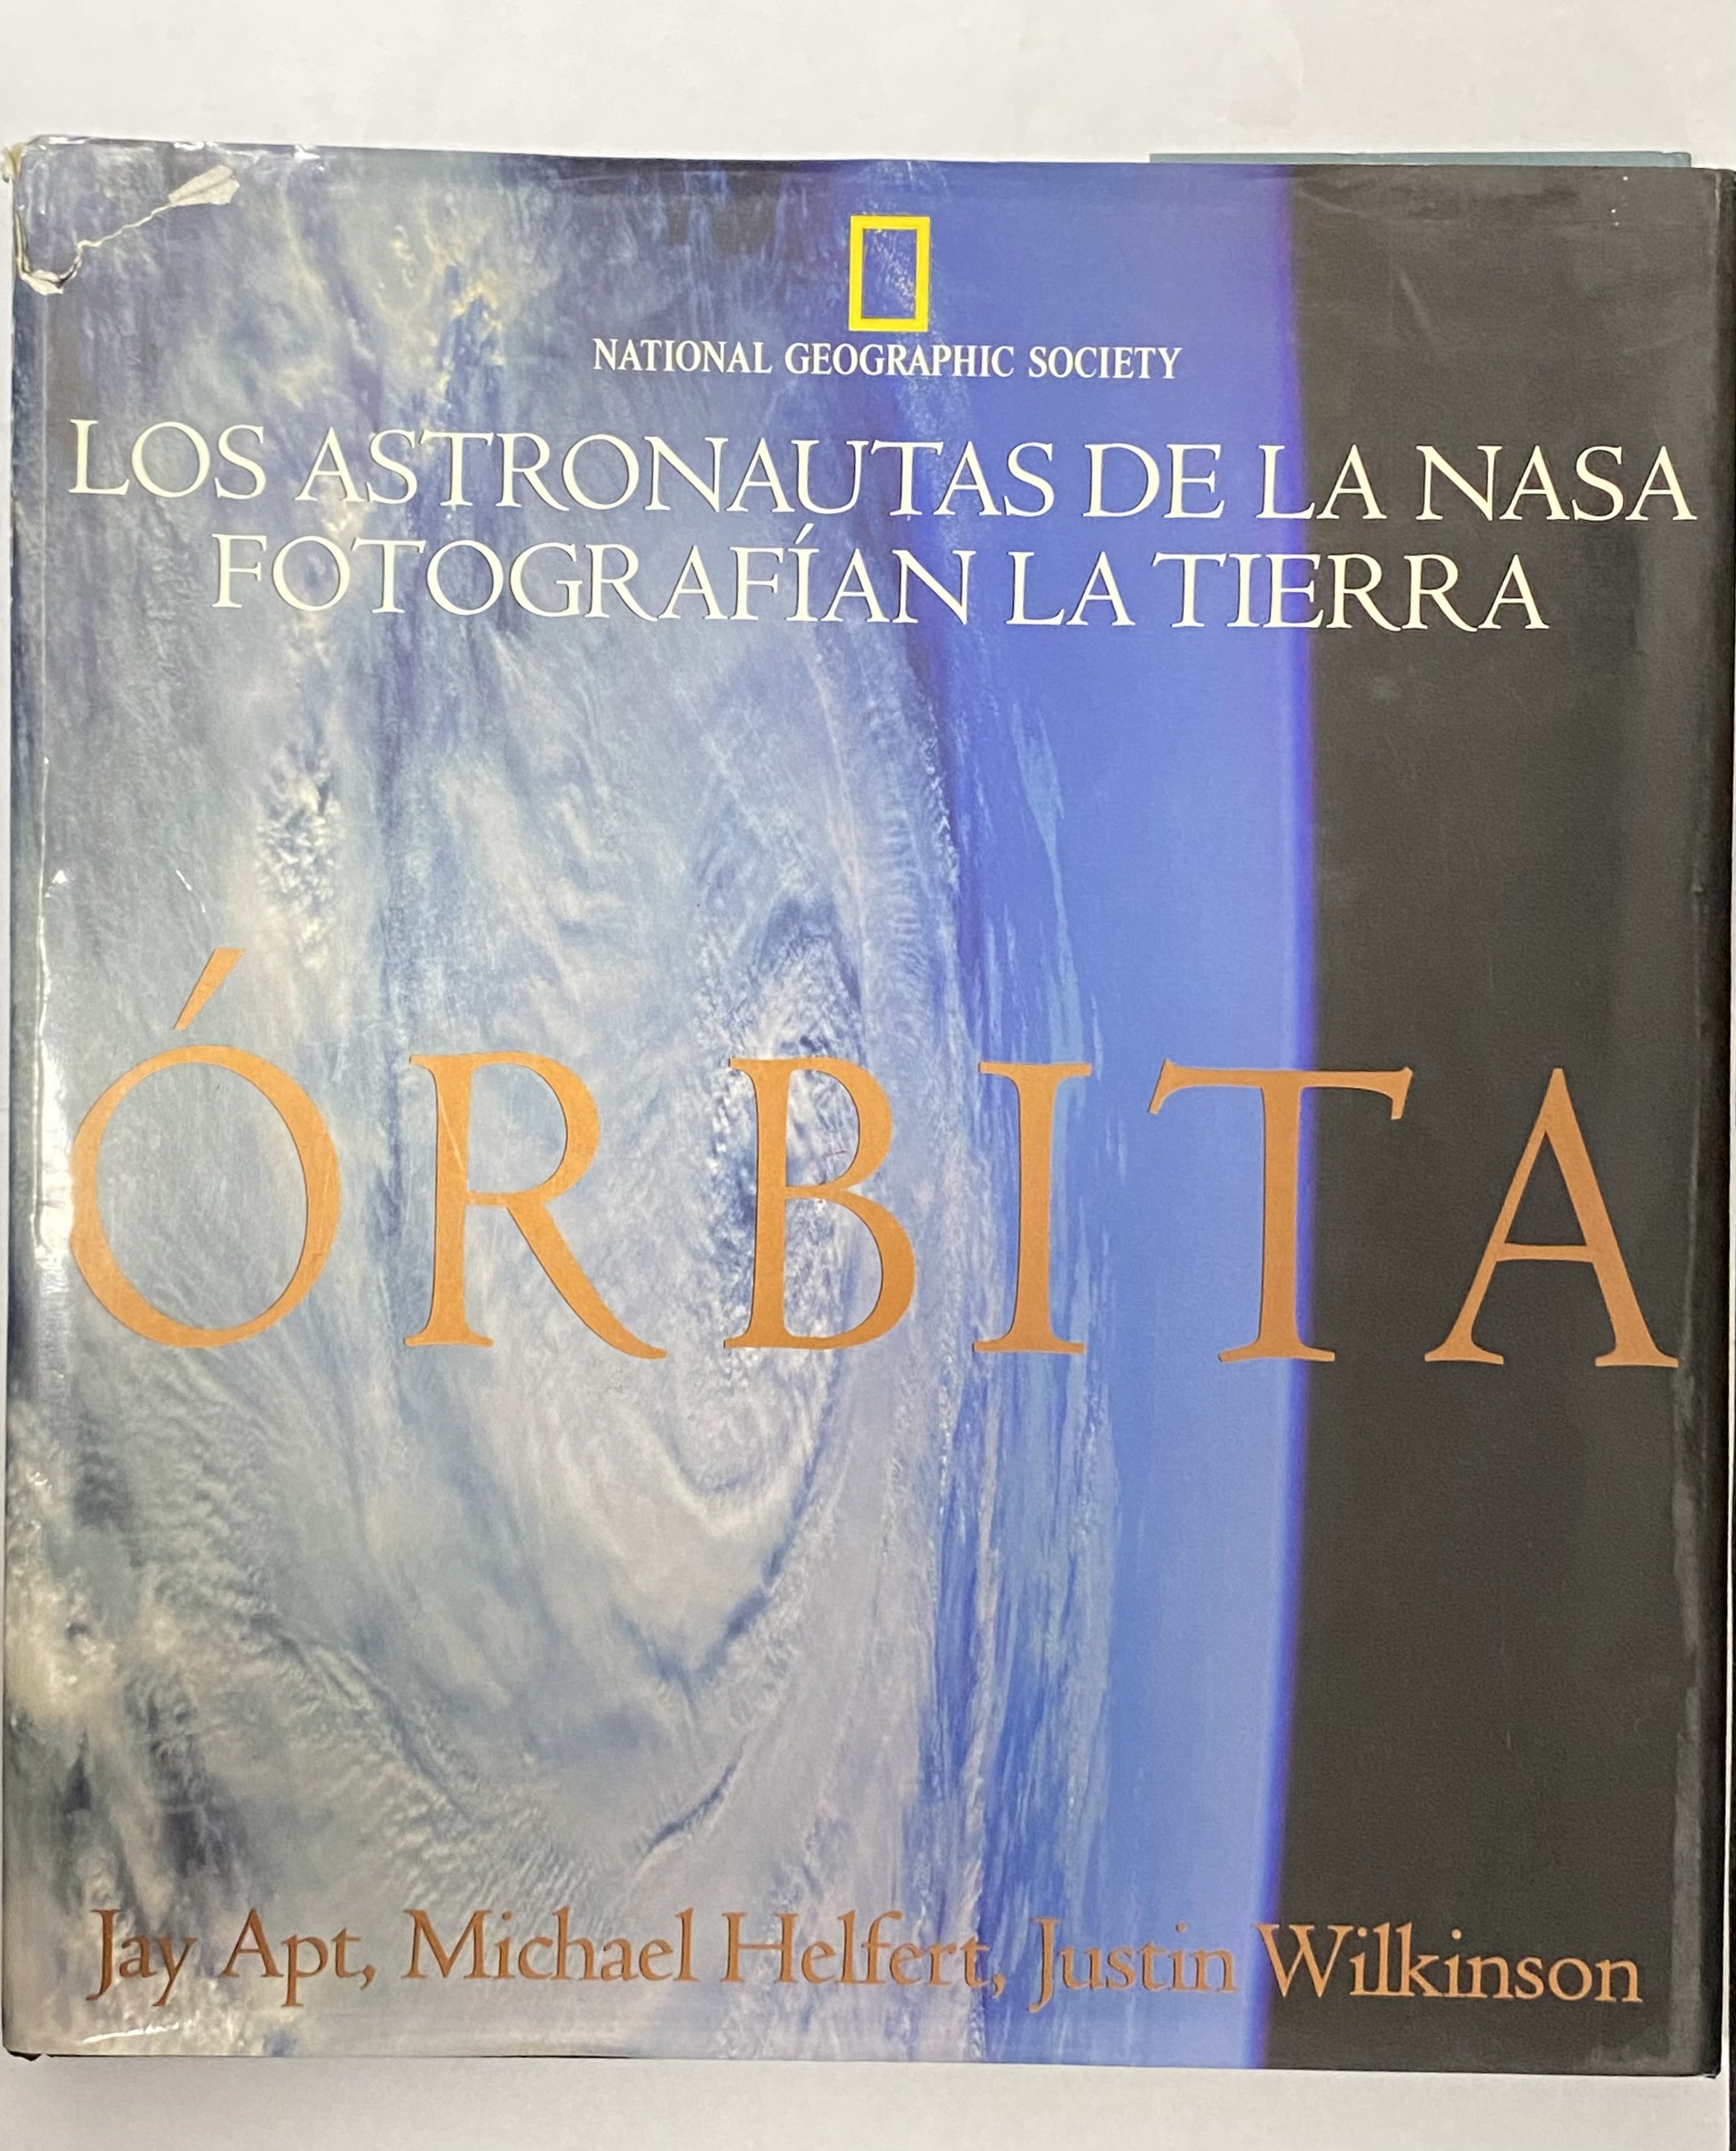 NATIONAL GEOGRAPHIC SOCIETY
LOS ASTRONAUTAS DE LA NASA
FOTOGRAFÍAN LA TIERRA
ÓRBITA
Jay Apt, Michael Helfert, Justin Wilkinson